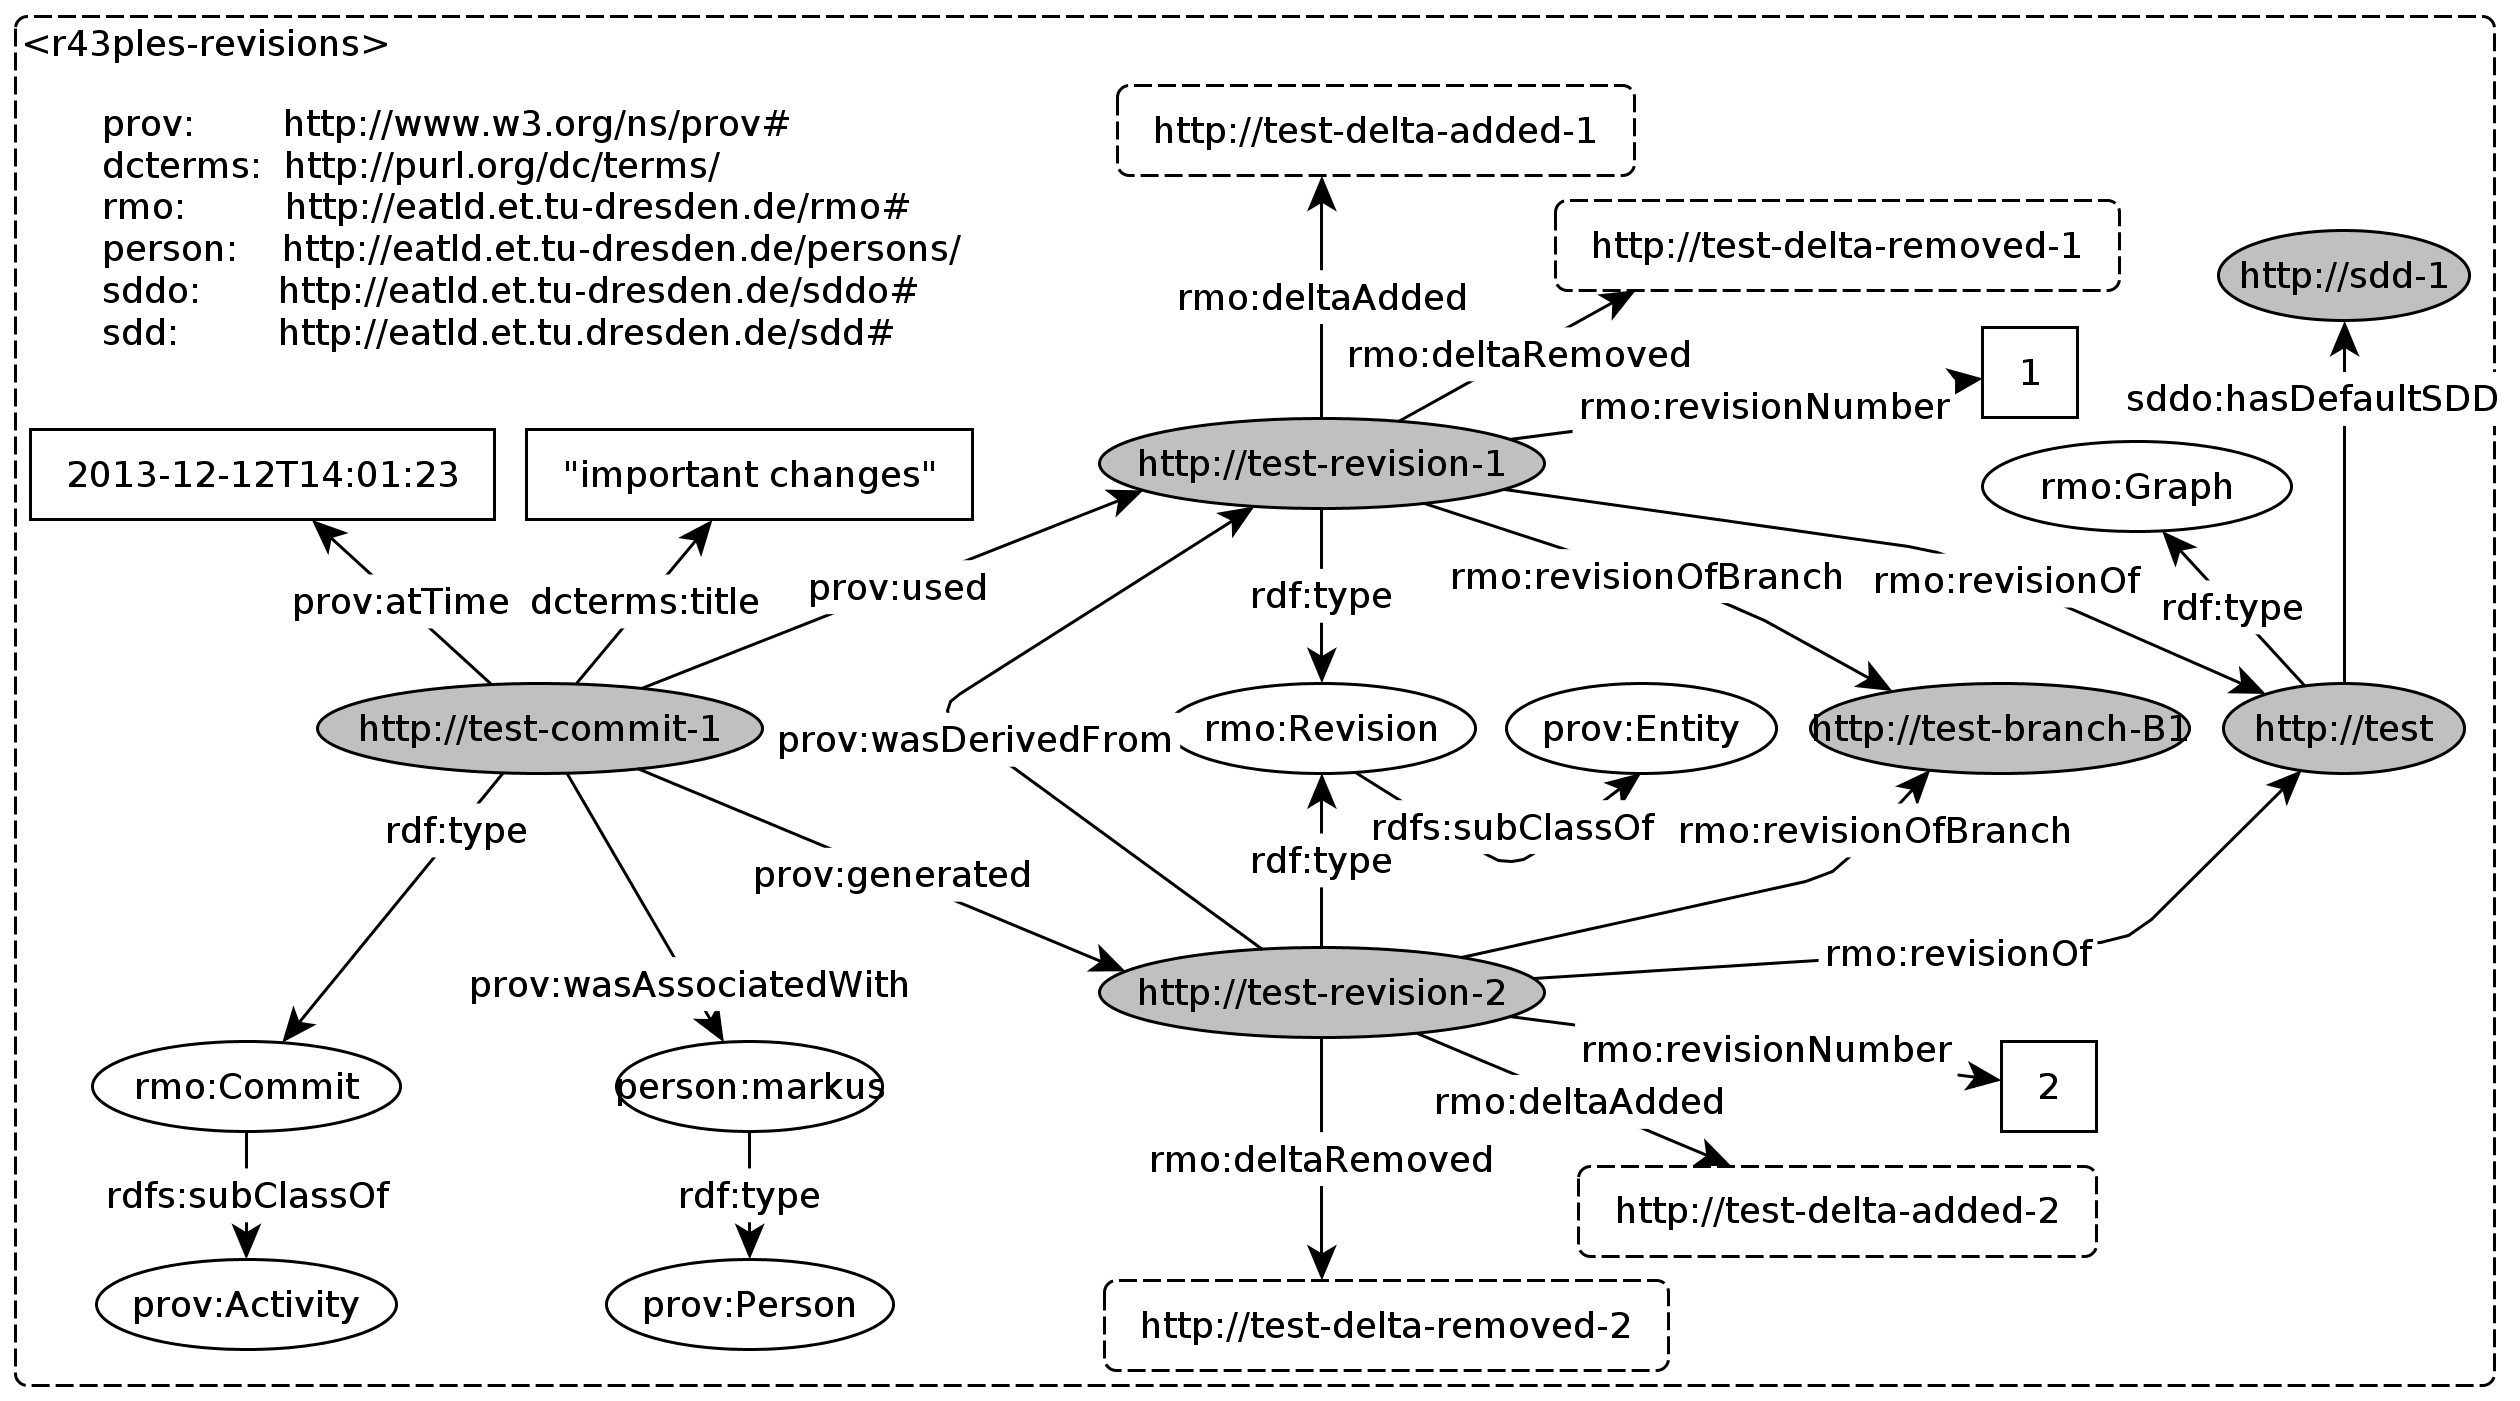 <r43ples-revisions>
prov: http://www.w3.org/ns/prov#
dcterms: http://purl.org/dc/terms/
rmo: http://eatld.et.tu-dresden.de/rmo#
person: http://eatld.et.tu-dresden.de/persons/
sddo: http://eatld.et.tu-dresden.de/sddo#
sdd: http://eatld.et.tu.dresden.de/sdd#
http://test-delta-added-1
http://test-delta-removed-1
http://sdd-1
rmo:deltaAdded
rmo:deltaRemoved
1
rmo:revisionNumber
sddo:hasDefaultSDD
2013-12-12T14:01:23
"important changes"
http://test-revision-1
rmo:Graph
prov:atTime
dcterms:title
prov:used
rdf:type
rmo:revisionOfBranch
rmo:revisionOf
rdf:type
http://test-commit-1
prov:wasDerivedFrom
rmo:Revision
prov:Entity
http://test-branch-B1
http://test
rdf:type
prov:generated
rdf:type
rdfs:subClassOf
rmo:revisionOfBranch
prov:wasAssociatedWith
http://test-revision-2
rmo:revisionOf
rmo:revisionNumber
2
rmo:Commit
person:markus
rmo:deltaAdded
rmo:deltaRemoved
rdfs:subClassOf
rdf:type
http://test-delta-added-2
prov:Activity
prov:Person
http://test-delta-removed-2